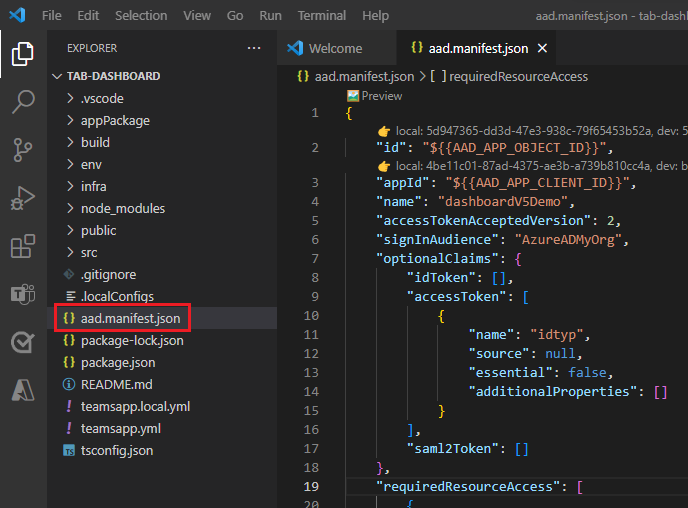 File Edit Selection View Go Run Terminal Help aad.manifest.json - tab-dashb
EXPLORER
TAB-DASHBOARD
.vscode
appPackage
build
env
infra
node_modules
public
src
.gitignore
.localConfigs
aad.manifest.json
package-lock.json
package.json
README.md
teamsapp.local.yml
teamsapp.yml
tsconfig.json
Welcome
aad.manifest.json
aad.manifest.json > [ ] requiredResourceAccess
Preview
1 {
local: 5d947365-dd3d-47e3-938c-79f65453b52a, dev: 5
2 "id": "${{AAD_APP_OBJECT_ID}}",
local: 4be11c01-87ad-4375-ae3b-a739b810cc4a, dev: b
3 "appId": "${{AAD_APP_CLIENT_ID}}",
4 "name": "dashboardV5Demo",
5 "accessTokenAcceptedVersion": 2,
6 "signInAudience": "AzureADMyOrg",
7 "optionalClaims": {
8 "idToken": [],
9 "accessToken": [
10 {
11 "name": "idtyp",
12 "source": null,
13 "essential": false,
14 "additionalProperties": []
15 }
16 ],
17 "saml2Token": []
18 },
19 "requiredResourceAccess": [
{